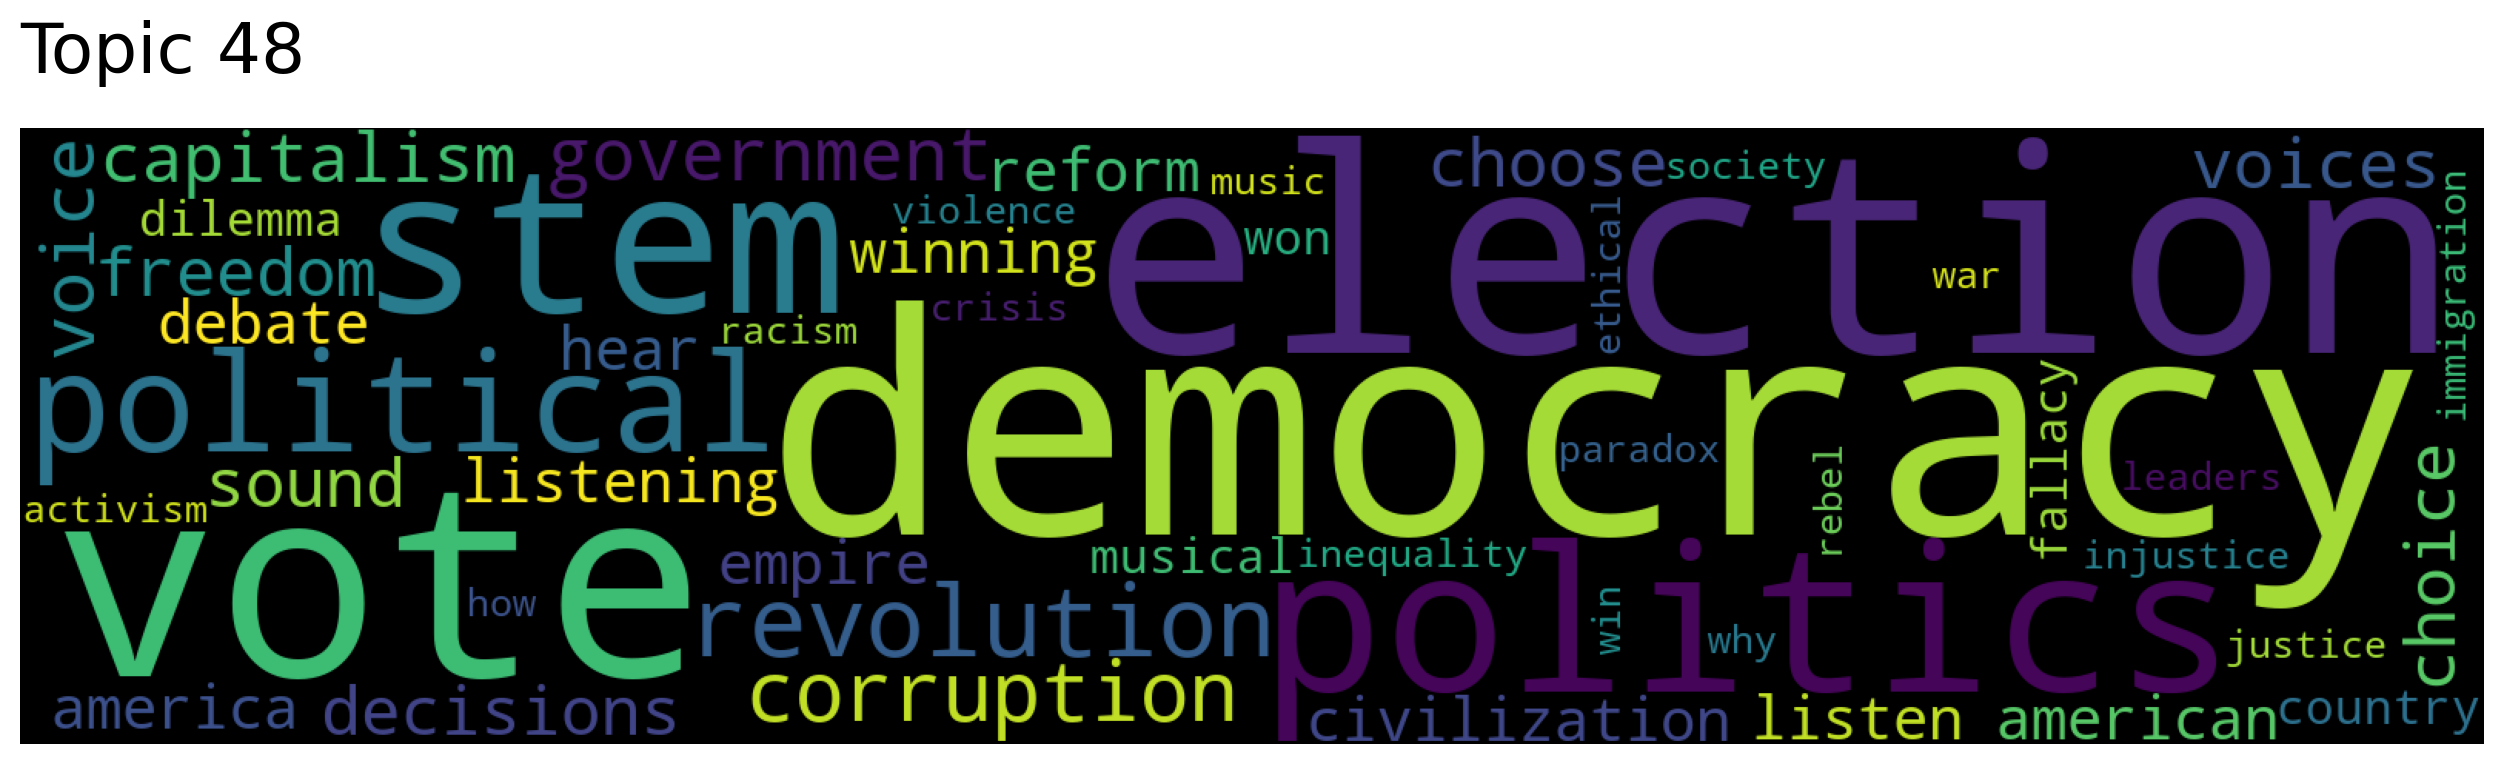 Topic 48
voice
capitalism
government
reform
music
choose
society
voices
dilemma
stem
violence
election
winning
won
ethical
war
immigration
freedom
debate
crisis
hear
racism
political
democracy
paradox
fallacy
rebel
leaders
sound
listening
activism
vote
how
empire
musical
inequality
injustice
choice
revolution
politics
win
why
justice
america
decisions
corruption
civilization
listen
american
country